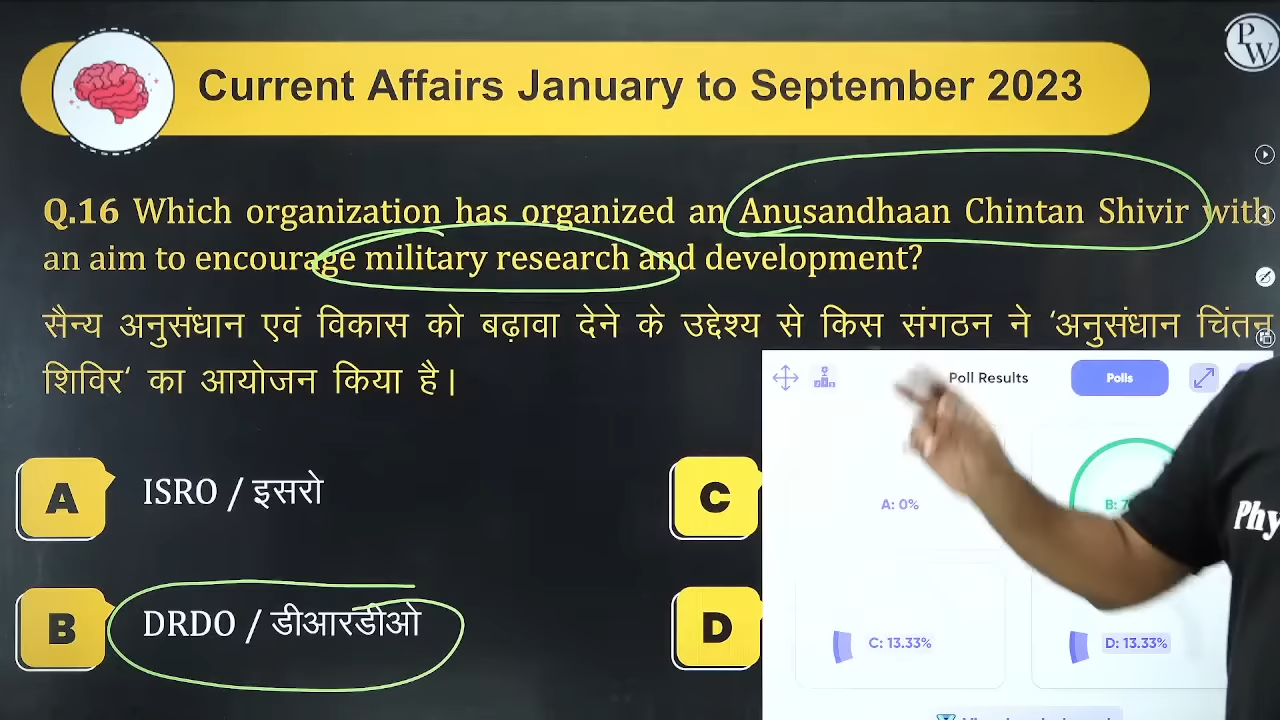 Current Affairs January to September 2023
PW
Q.16 Which organization has organized an Anusandhaan Chintan Shivir with
an aim to encourage military research and development?
सैन्य अनुसंधान एवं विकास को बढ़ावा देने के उद्देश्य से किस संगठन ने ‘अनुसंधान चिंतन
शिविर’ का आयोजन किया है।
Poll Results
Polls
A
ISRO / इसरो
C
A: 0%
B
DRDO / डीआरडीओ
D
C: 13.33%
D: 13.33%